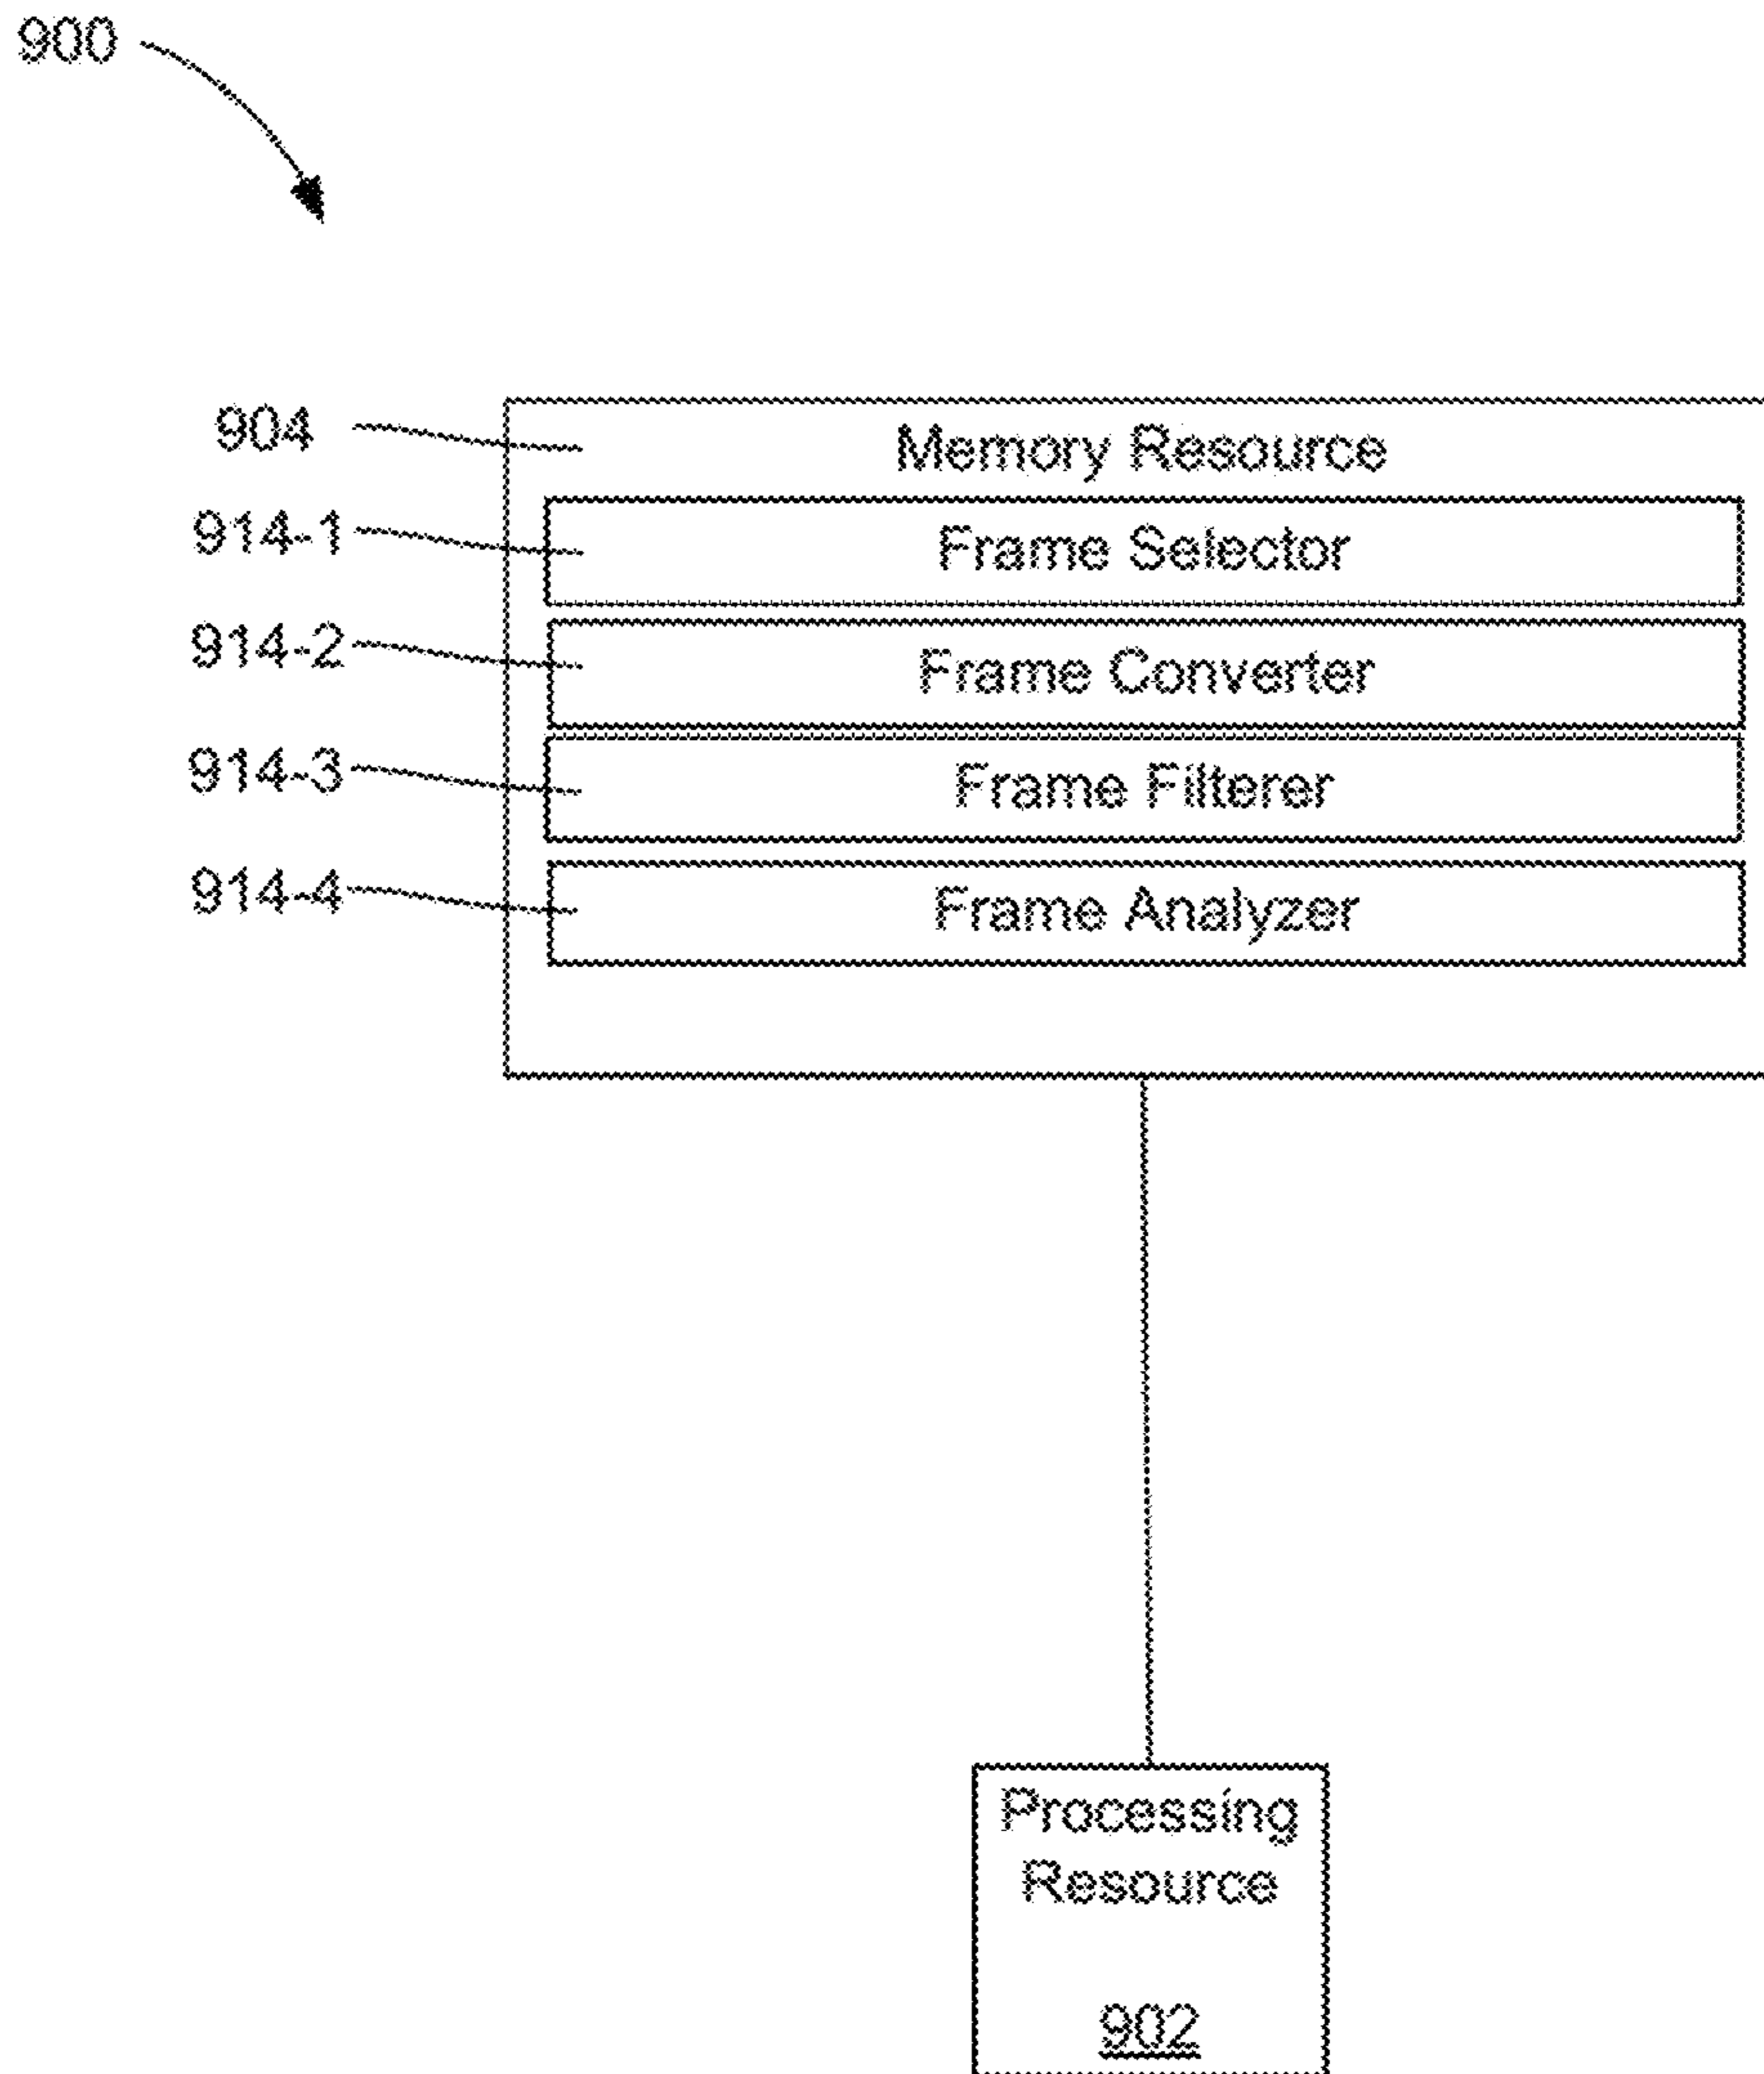 900
904 Memory Resource
914-1 Frame Selector
914-2 Frame Converter
914-3 Frame Filterer
914-4 Frame Analyzer
Processing
Resource
902